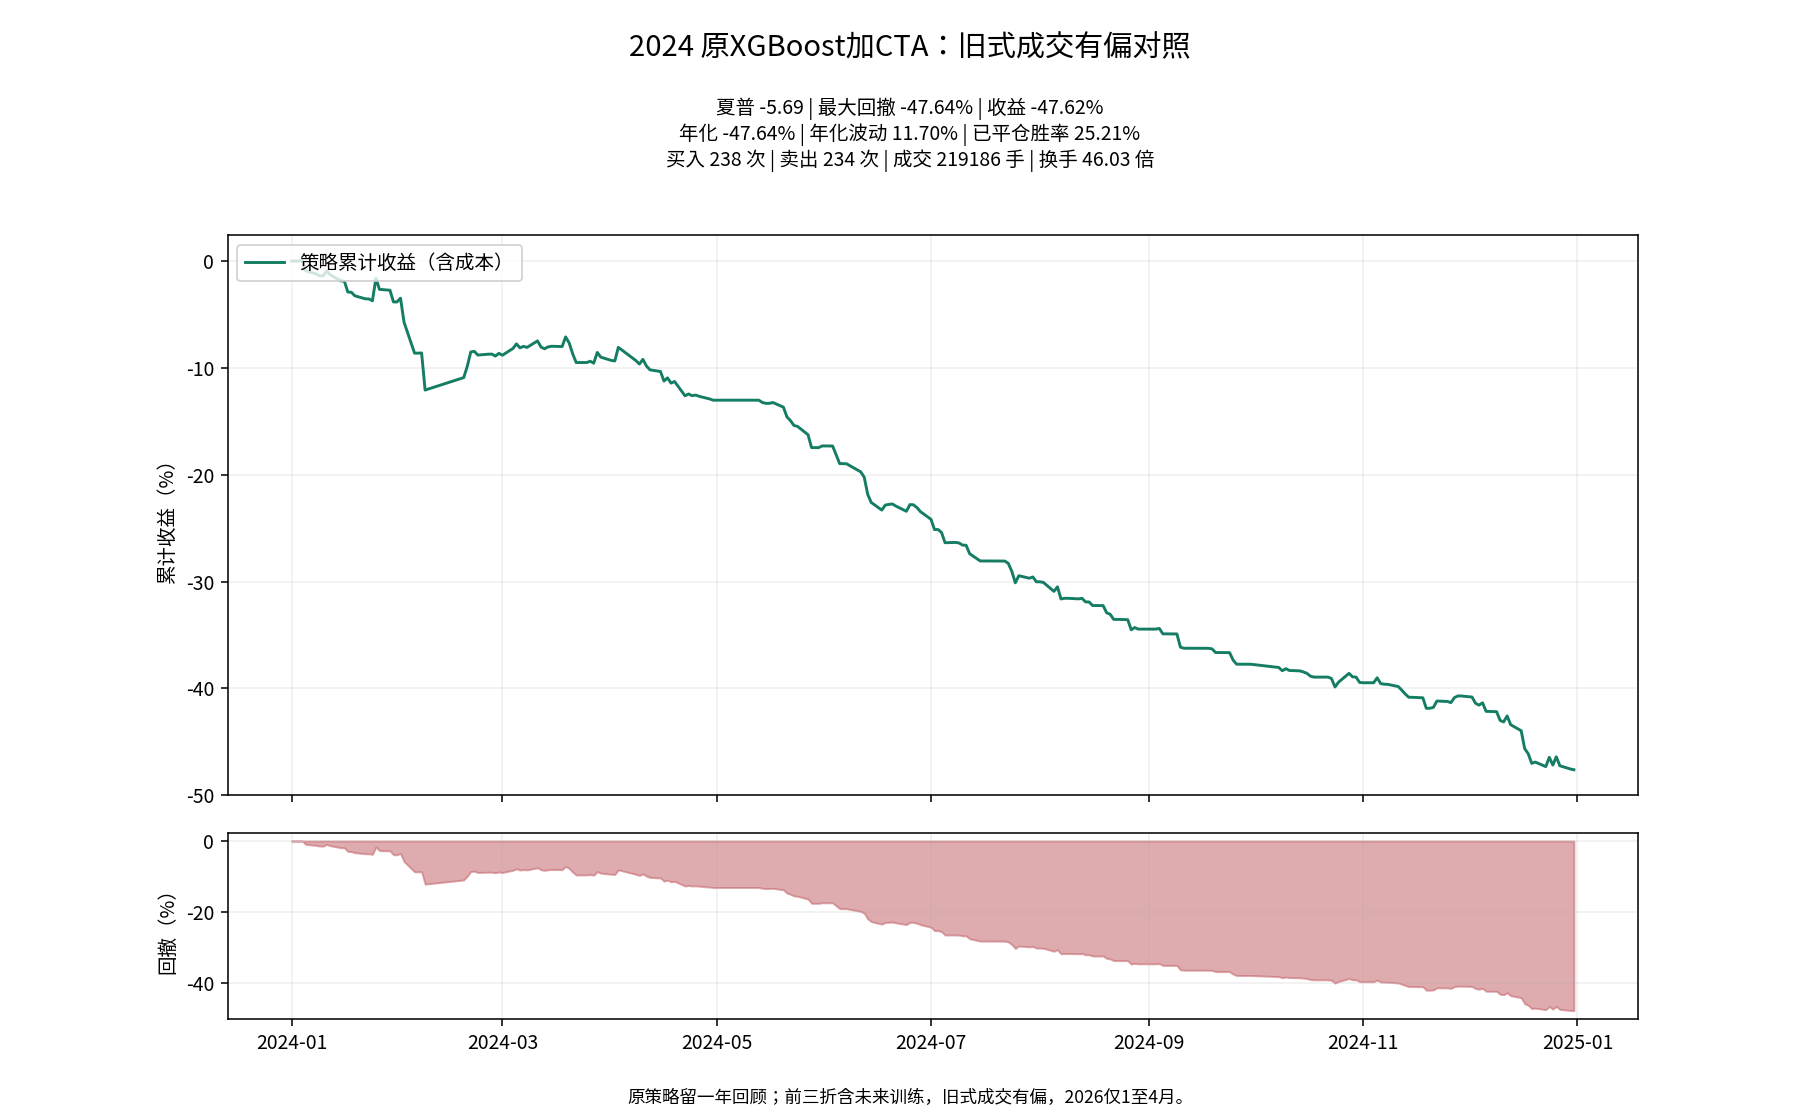 2024 原XGBoost加CTA：旧式成交有偏对照
夏普 -5.69 | 最大回撤 -47.64% | 收益 -47.62%
年化 -47.64% | 年化波动 11.70% | 已平仓胜率 25.21%
买入 238 次 | 卖出 234 次 | 成交 219186 手 | 换手 46.03 倍
策略累计收益（含成本）
累计收益（%）
0
-10
-20
-30
-40
-50
回撤（%）
0
-20
-40
2024-01
2024-03
2024-05
2024-07
2024-09
2024-11
2025-01
原策略留一年回顾；前三折含未来训练，旧式成交有偏，2026仅1至4月。